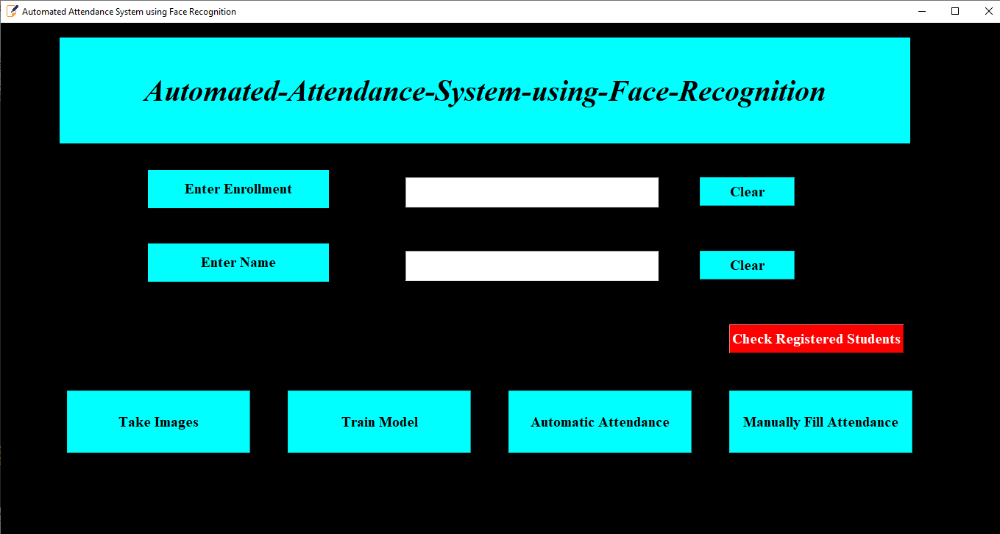 Automated Attendance System using Face Recognition
Automated-Attendance-System-using-Face-Recognition
Enter Enrollment
Clear
Enter Name
Clear
Check Registered Students
Take Images
Train Model
Automatic Attendance
Manually Fill Attendance